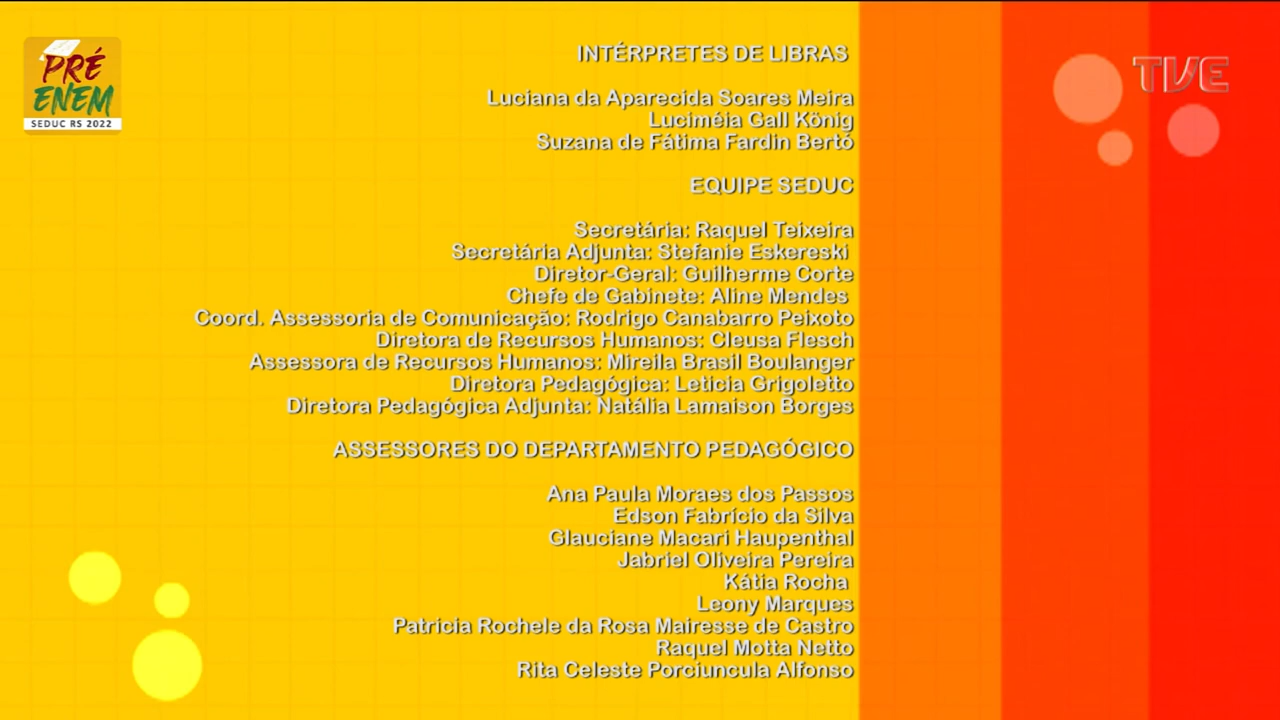 PRÉ
ENEM
SEDUC RS 2022
TVE
INTÉRPRETES DE LIBRAS
Luciana da Aparecida Soares Meira
Luciméia Gall König
Suzana de Fátima Fardin Bertó
EQUIPE SEDUC
Secretária: Raquel Teixeira
Secretária Adjunta: Stefanie Eskereski
Diretor-Geral: Guilherme Corte
Chefe de Gabinete: Aline Mendes
Coord. Assessoria de Comunicação: Rodrigo Canabarro Peixoto
Diretora de Recursos Humanos: Cleusa Flesch
Assessora de Recursos Humanos: Mireila Brasil Boulanger
Diretora Pedagógica: Leticia Grigoletto
Diretora Pedagógica Adjunta: Natália Lamaison Borges
ASSESSORES DO DEPARTAMENTO PEDAGÓGICO
Ana Paula Moraes dos Passos
Edson Fabrício da Silva
Glauciane Macari Haupenthal
Jabriel Oliveira Pereira
Kátia Rocha
Leony Marques
Patricia Rochele da Rosa Mairesse de Castro
Raquel Motta Netto
Rita Celeste Porciuncula Alfonso